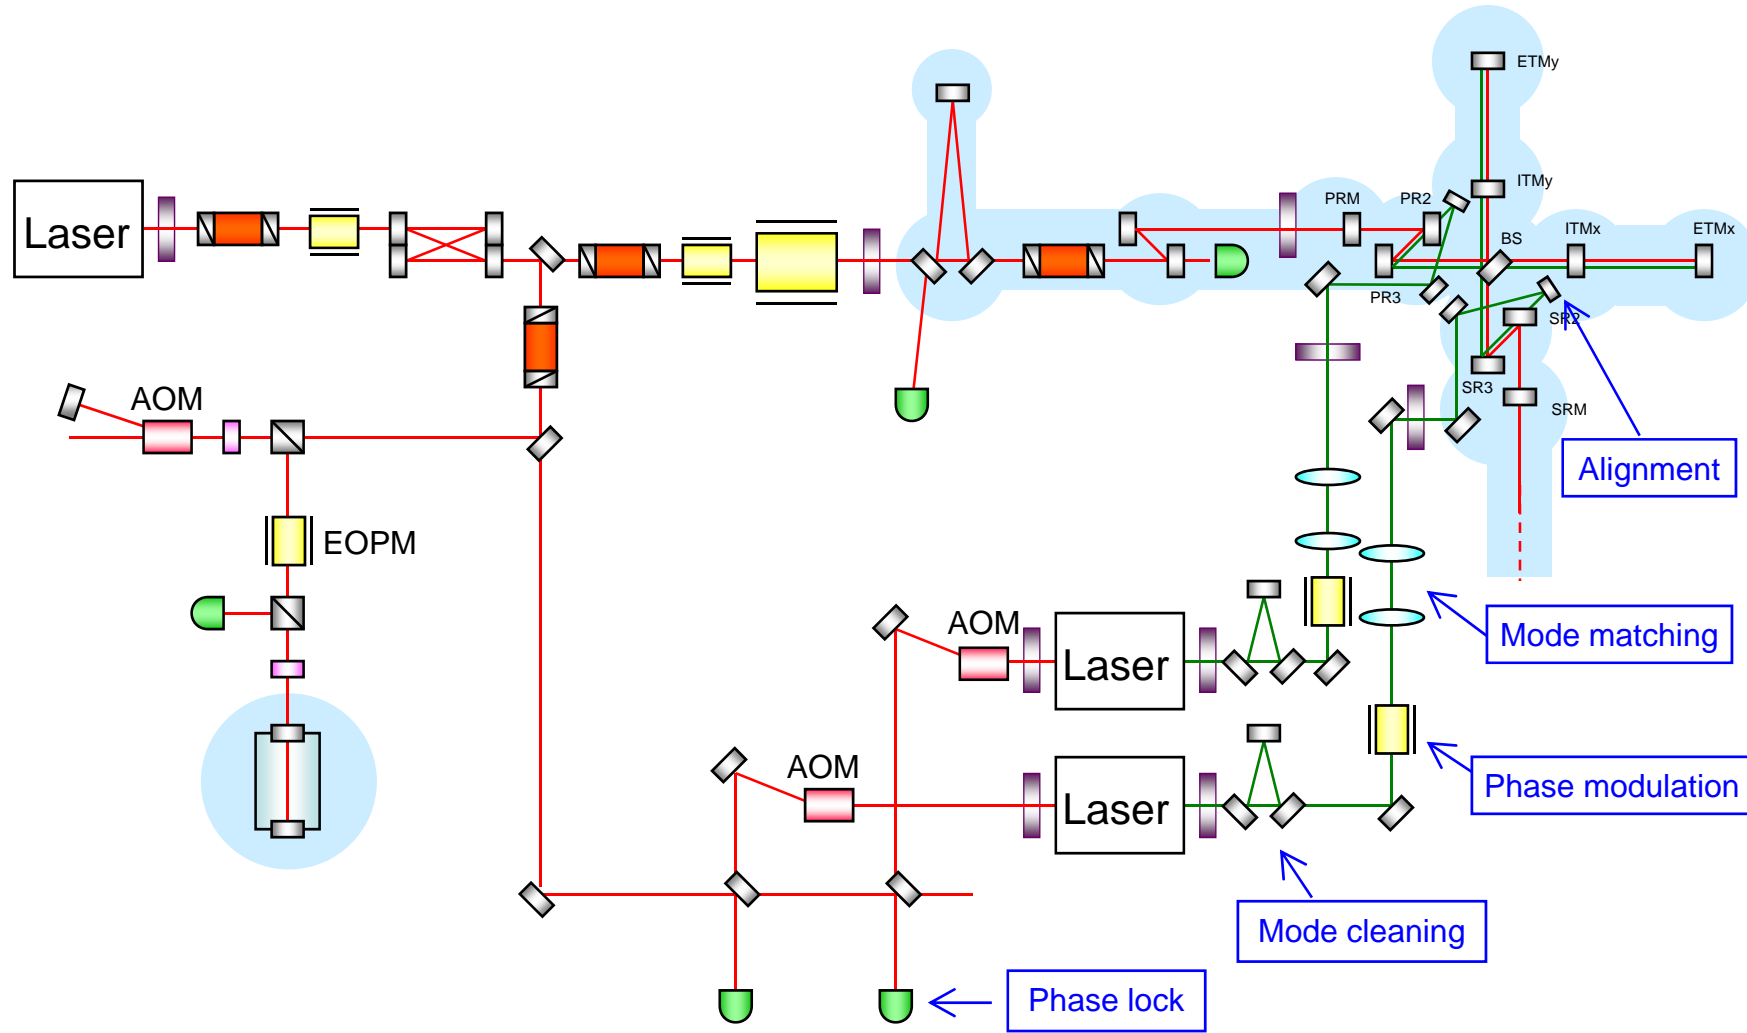 ETMy
ITMy
PRM
PR2
BS
ITMx
ETMx
Laser
PR3
SR2
SR3
SRM
AOM
Alignment
EOPM
AOM
Mode matching
Laser
AOM
Phase modulation
Laser
Mode cleaning
Phase lock